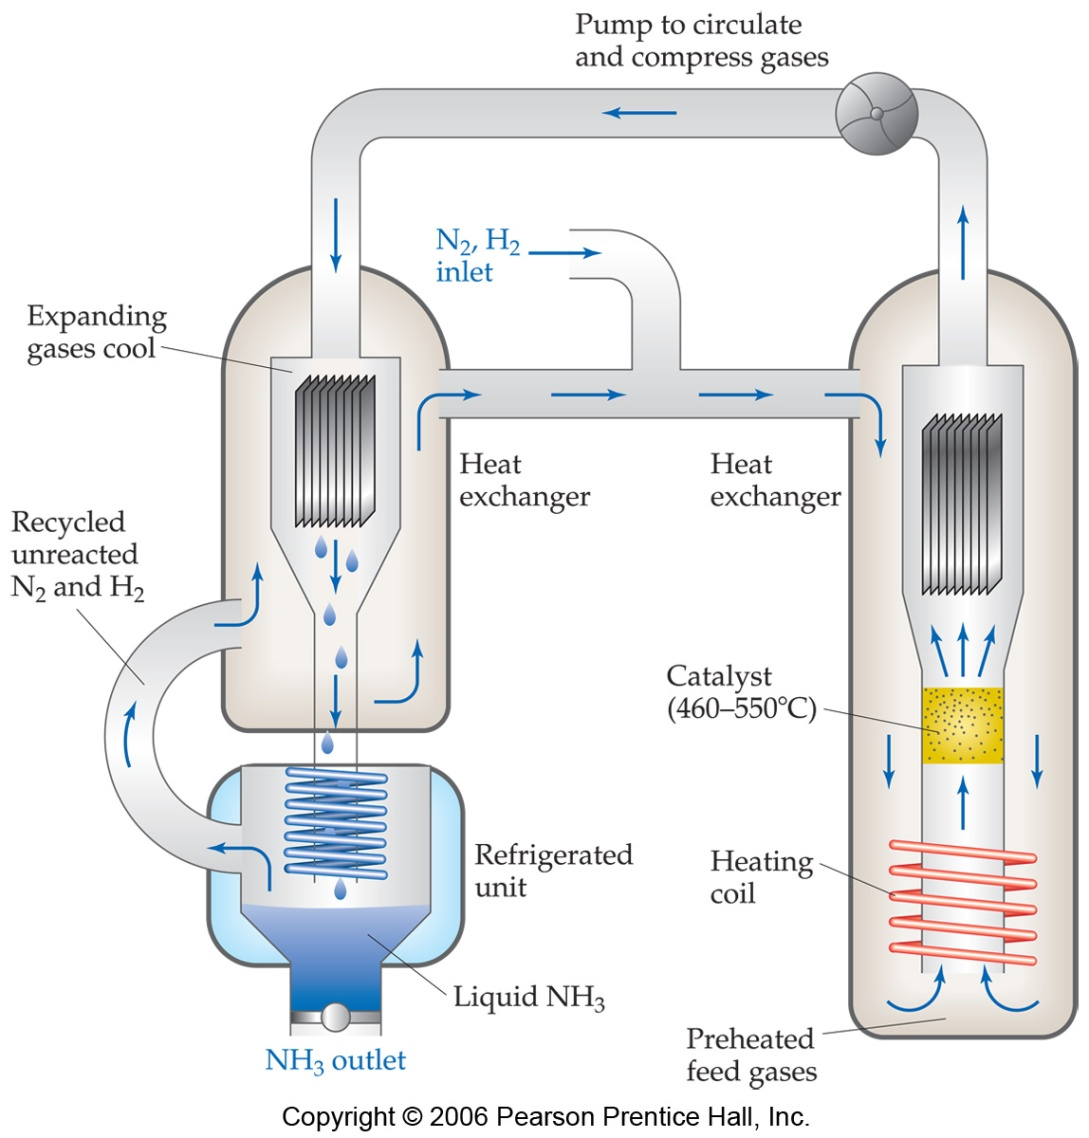 Pump to circulate
and compress gases
N₂, H₂
inlet
Expanding
gases cool
Heat
exchanger
Heat
exchanger
Recycled
unreacted
N₂ and H₂
Catalyst
(460–550°C)
Refrigerated
unit
Heating
coil
Liquid NH₃
Preheated
feed gases
NH₃ outlet
Copyright © 2006 Pearson Prentice Hall, Inc.